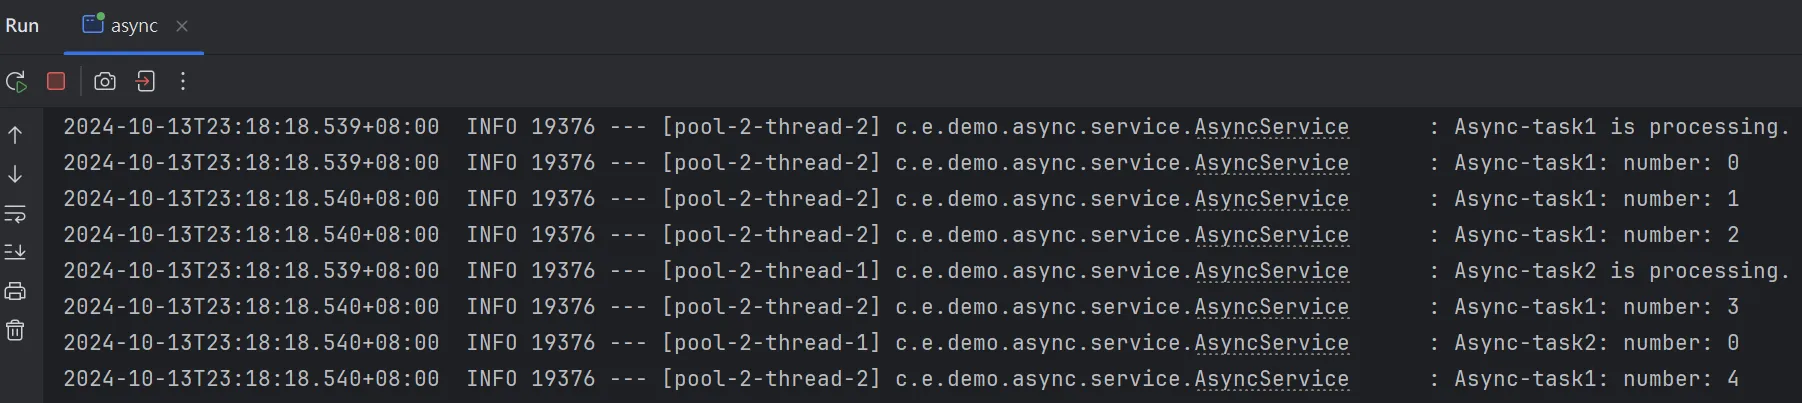 Run async
2024-10-13T23:18:18.539+08:00  INFO 19376 --- [pool-2-thread-2] c.e.demo.async.service.AsyncService      : Async-task1 is processing.
2024-10-13T23:18:18.539+08:00  INFO 19376 --- [pool-2-thread-2] c.e.demo.async.service.AsyncService      : Async-task1: number: 0
2024-10-13T23:18:18.540+08:00  INFO 19376 --- [pool-2-thread-2] c.e.demo.async.service.AsyncService      : Async-task1: number: 1
2024-10-13T23:18:18.540+08:00  INFO 19376 --- [pool-2-thread-2] c.e.demo.async.service.AsyncService      : Async-task1: number: 2
2024-10-13T23:18:18.539+08:00  INFO 19376 --- [pool-2-thread-1] c.e.demo.async.service.AsyncService      : Async-task2 is processing.
2024-10-13T23:18:18.540+08:00  INFO 19376 --- [pool-2-thread-2] c.e.demo.async.service.AsyncService      : Async-task1: number: 3
2024-10-13T23:18:18.540+08:00  INFO 19376 --- [pool-2-thread-1] c.e.demo.async.service.AsyncService      : Async-task2: number: 0
2024-10-13T23:18:18.540+08:00  INFO 19376 --- [pool-2-thread-2] c.e.demo.async.service.AsyncService      : Async-task1: number: 4